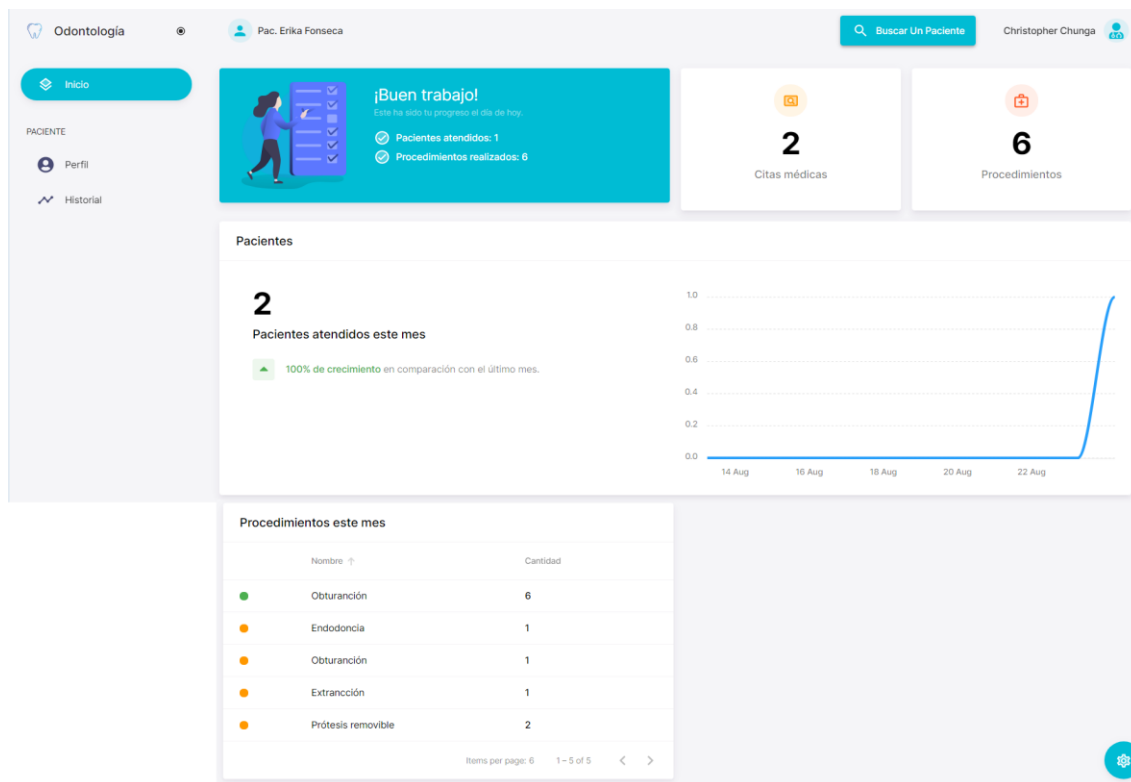 Odontología
Pac. Erika Fonseca
Buscar Un Paciente
Christopher Chunga
Inicio
PACIENTE
Perfil
Historial
¡Buen trabajo!
Este ha sido tu progreso el día de hoy.
Pacientes atendidos: 1
Procedimientos realizados: 6
2
Citas médicas
6
Procedimientos
Pacientes
2
Pacientes atendidos este mes
100% de crecimiento en comparación con el último mes.
1.0
0.8
0.6
0.4
0.2
0.0
14 Aug 16 Aug 18 Aug 20 Aug 22 Aug
Procedimientos este mes
Nombre ↑ Cantidad
Obturanción 6
Endodoncia 1
Obturanción 1
Extrancción 1
Prótesis removible 2
Items per page: 6 1 – 5 of 5